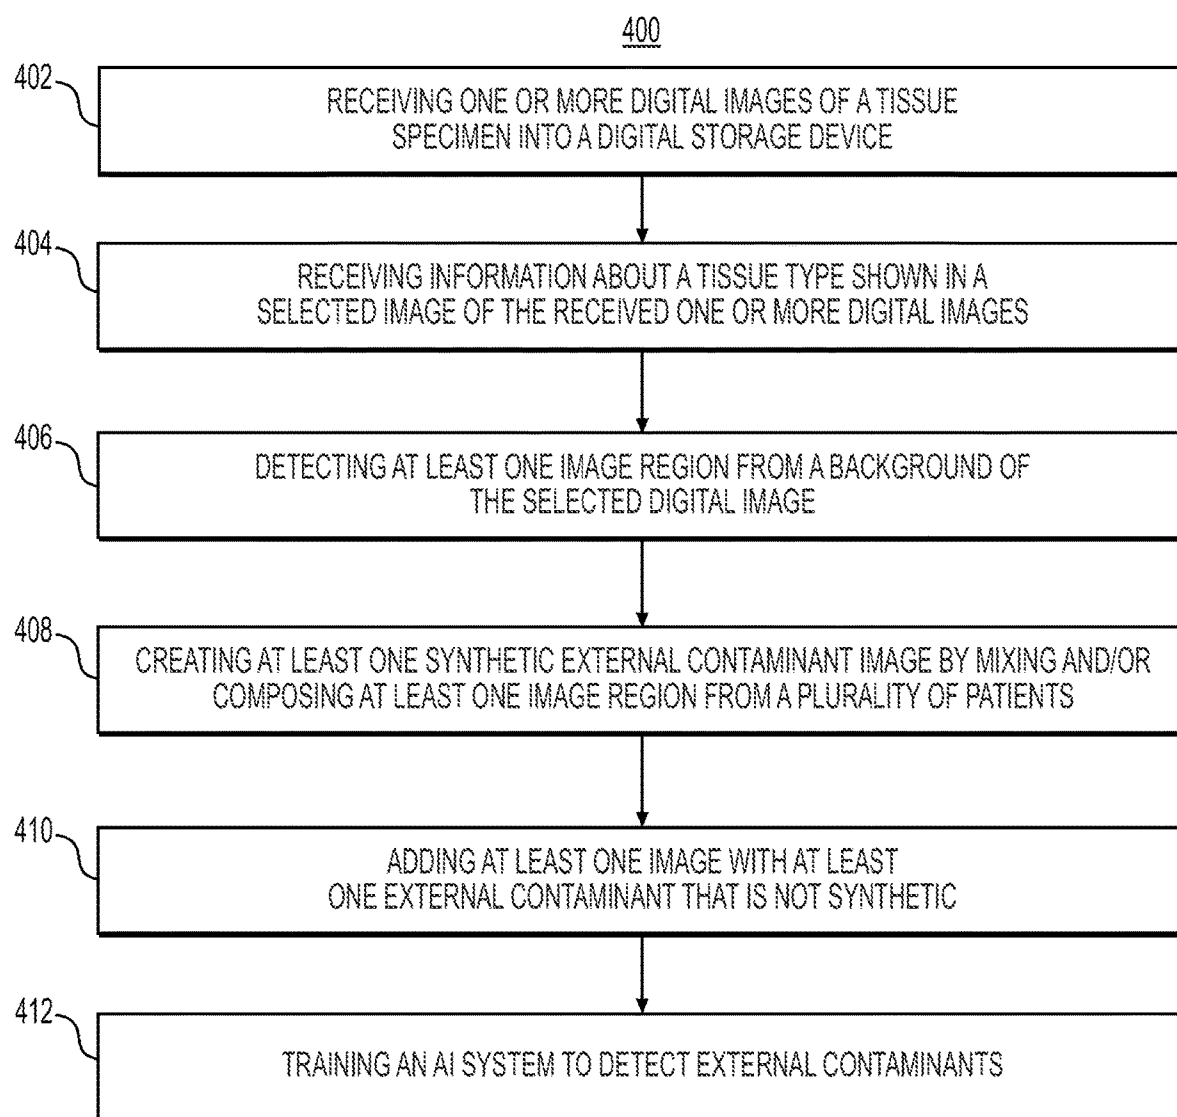 400
402
RECEIVING ONE OR MORE DIGITAL IMAGES OF A TISSUE
SPECIMEN INTO A DIGITAL STORAGE DEVICE
404
RECEIVING INFORMATION ABOUT A TISSUE TYPE SHOWN IN A
SELECTED IMAGE OF THE RECEIVED ONE OR MORE DIGITAL IMAGES
406
DETECTING AT LEAST ONE IMAGE REGION FROM A BACKGROUND OF
THE SELECTED DIGITAL IMAGE
408
CREATING AT LEAST ONE SYNTHETIC EXTERNAL CONTAMINANT IMAGE BY MIXING AND/OR
COMPOSING AT LEAST ONE IMAGE REGION FROM A PLURALITY OF PATIENTS
410
ADDING AT LEAST ONE IMAGE WITH AT LEAST
ONE EXTERNAL CONTAMINANT THAT IS NOT SYNTHETIC
412
TRAINING AN AI SYSTEM TO DETECT EXTERNAL CONTAMINANTS